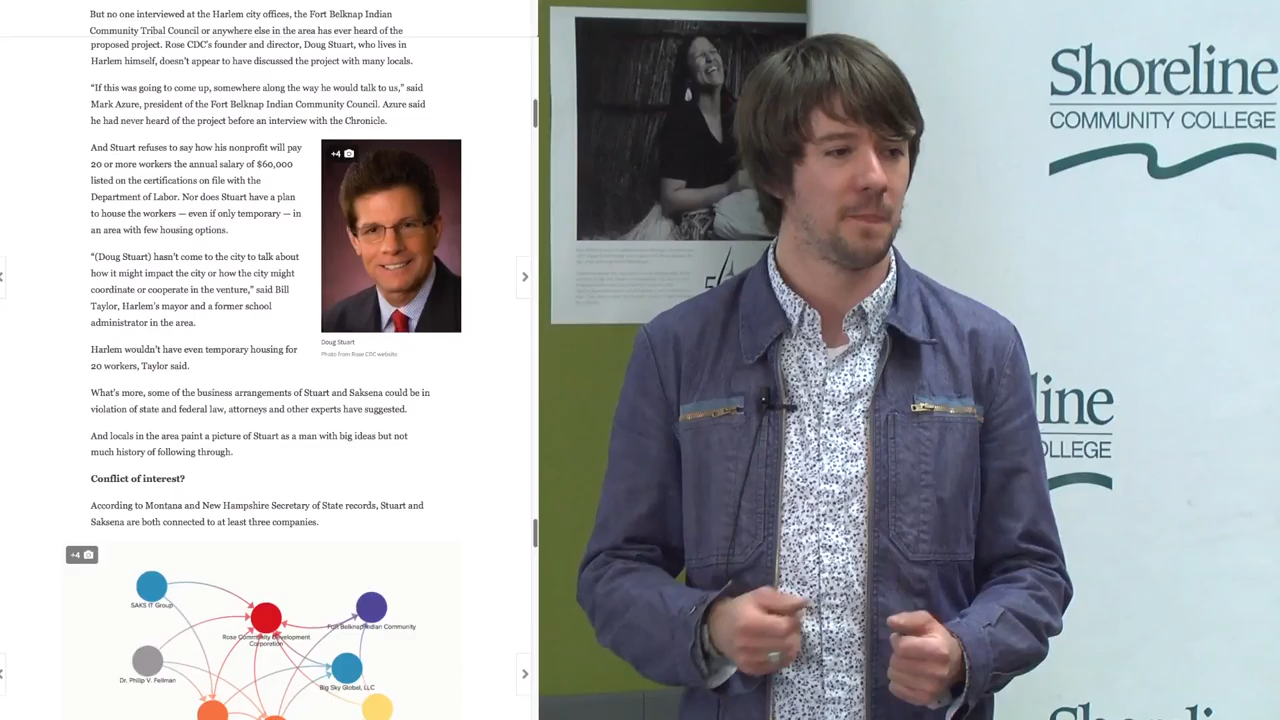 But no one interviewed at the Harlem city offices, the Fort Belknap Indian
Community Tribal Council or anywhere else in the area has ever heard of the
proposed project. Rose CDC's founder and director, Doug Stuart, who lives in
Harlem himself, doesn't appear to have discussed the project with many locals.
“If this was going to come up, somewhere along the way he would talk to us,” said
Mark Azure, president of the Fort Belknap Indian Community Council. Azure said
he had never heard of the project before an interview with the Chronicle.
And Stuart refuses to say how his nonprofit will pay
20 or more workers the annual salary of $60,000
listed on the certifications on file with the
Department of Labor. Nor does Stuart have a plan
to house the workers — even if only temporary — in
an area with few housing options.
“(Doug Stuart) hasn't come to the city to talk about
how it might impact the city or how the city might
coordinate or cooperate in the venture,” said Bill
Taylor, Harlem's mayor and a former school
administrator in the area.
Harlem wouldn't have even temporary housing for
20 workers, Taylor said.
+4
Doug Stuart
Photo from Rose CDC website
What's more, some of the business arrangements of Stuart and Saksena could be in
violation of state and federal law, attorneys and other experts have suggested.
And locals in the area paint a picture of Stuart as a man with big ideas but not
much history of following through.
Conflict of interest?
According to Montana and New Hampshire Secretary of State records, Stuart and
Saksena are both connected to at least three companies.
+4
SAKS IT Group
Rose Community Development
Corporation
Fort Belknap Indian Community
Dr. Philip V. Fellman
Big Sky Global, LLC
Shoreline
COMMUNITY COLLEGE
line
COLLEGE
Shoreline